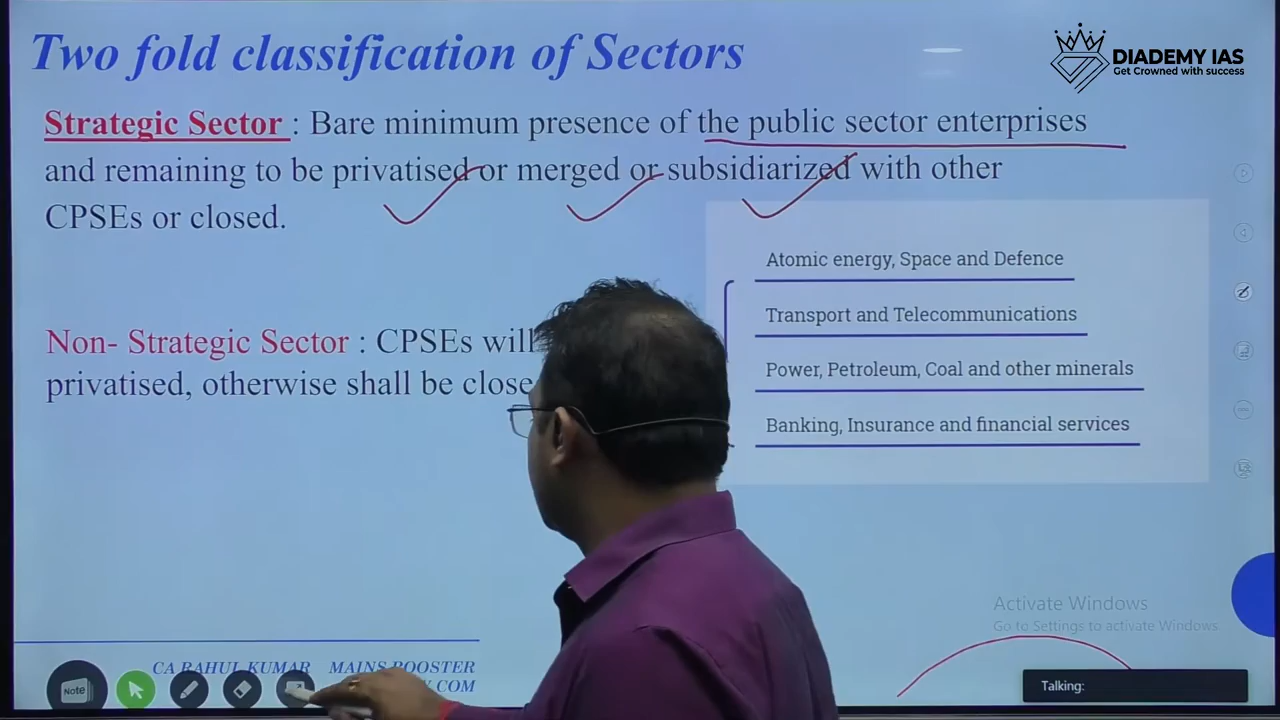 Two fold classification of Sectors
DIADEMY IAS
Get Crowned with success
Strategic Sector : Bare minimum presence of the public sector enterprises
and remaining to be privatised or merged or subsidiarized with other
CPSEs or closed.
Atomic energy, Space and Defence
Transport and Telecommunications
Power, Petroleum, Coal and other minerals
Banking, Insurance and financial services
Non- Strategic Sector : CPSEs will
privatised, otherwise shall be close
Activate Windows
Go to Settings to activate Windows.
CA RAHUL KUMAR MAINS BOOSTER
COM
Note
Talking: